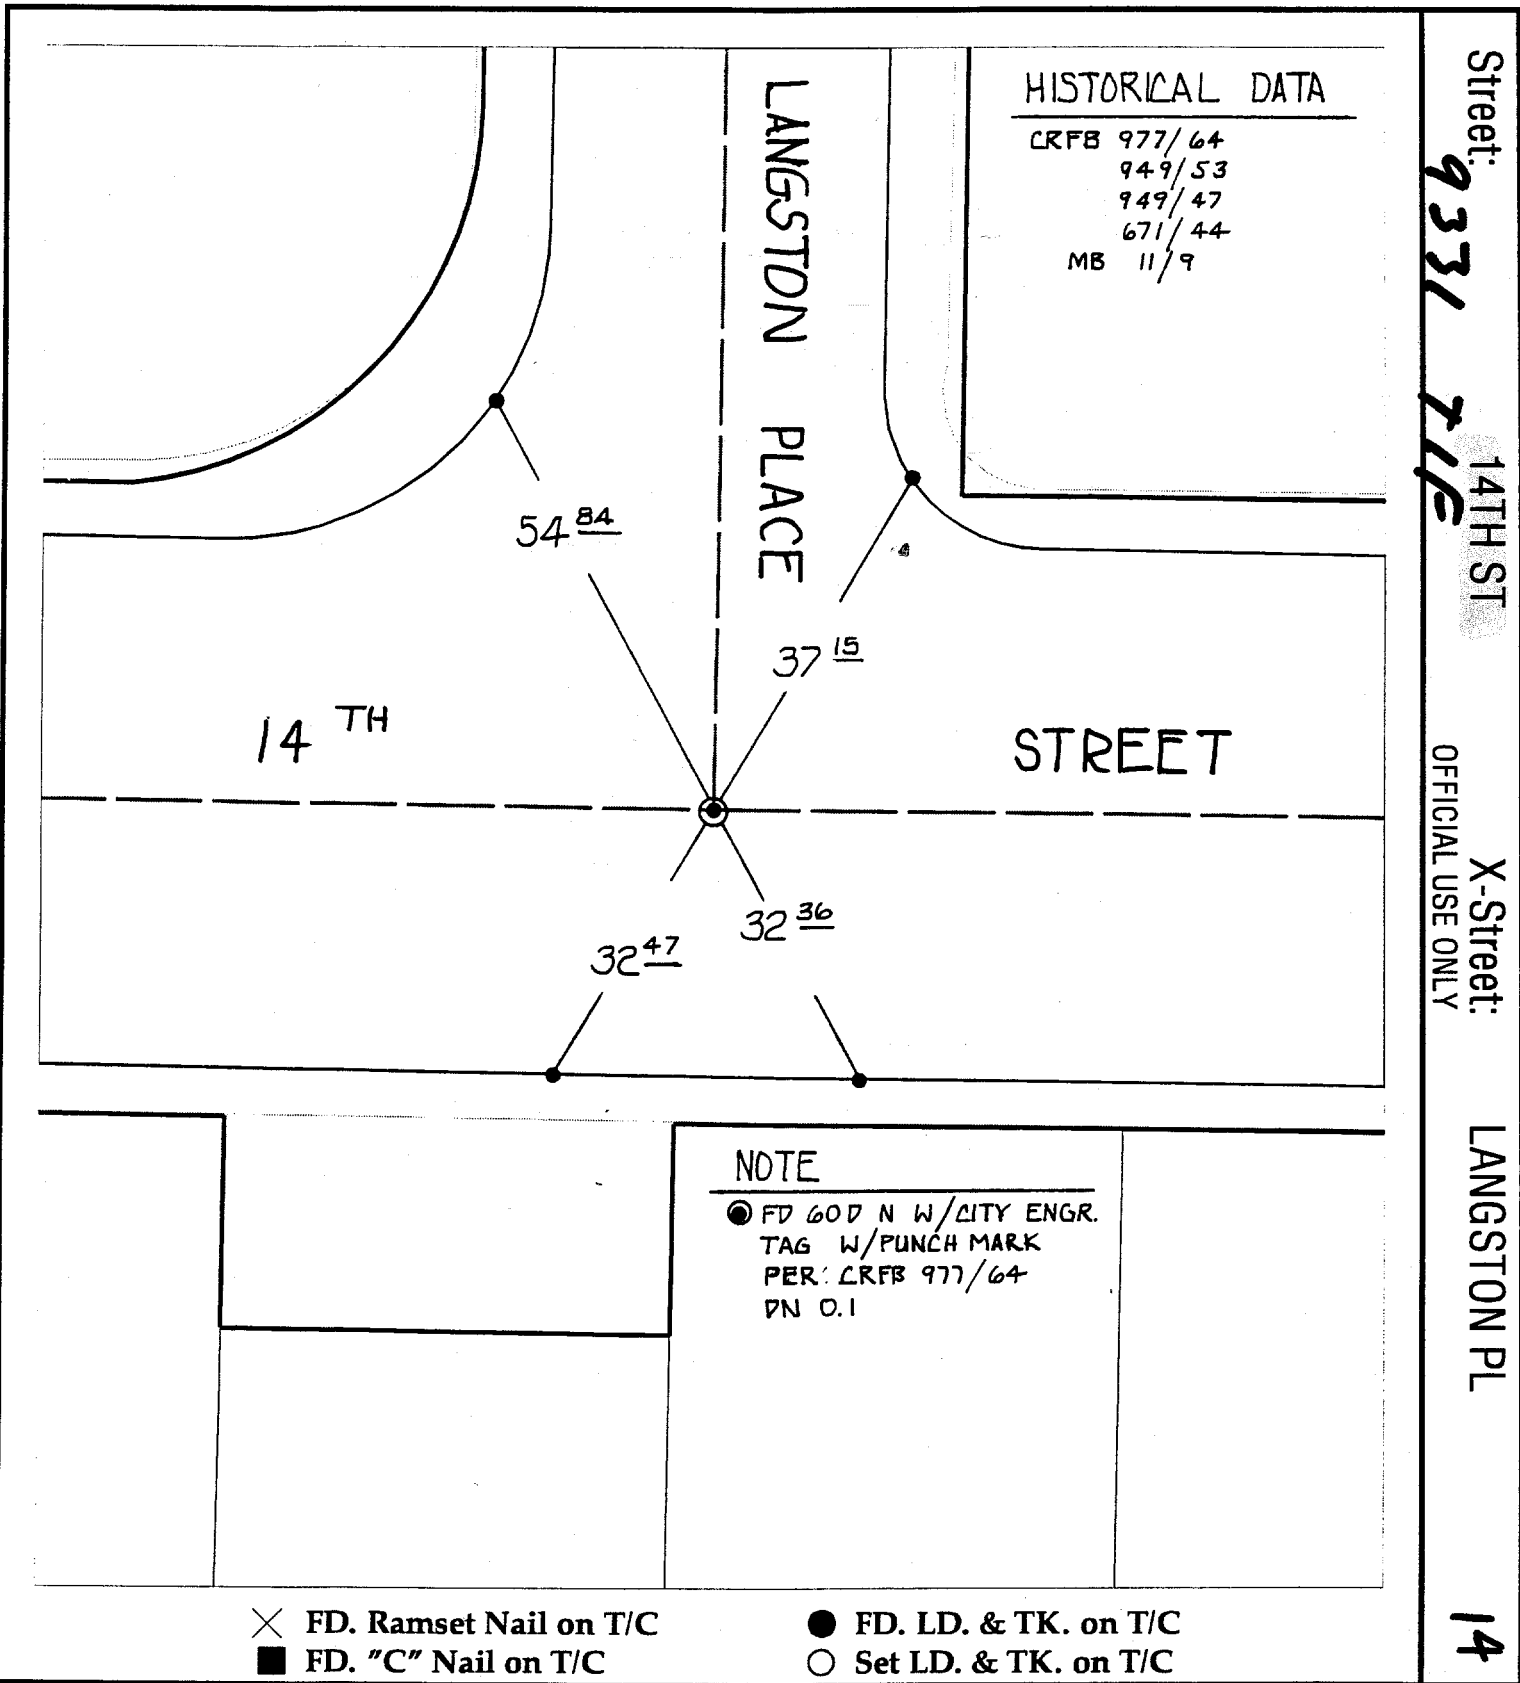 HISTORICAL DATA
CRFB 977/64
949/53
949/47
671/44
MB 11/9
LANGSTON PLACE
54 84
37 15
14 TH STREET
32 36
32 47
NOTE
FD 60D N W/CITY ENGR.
TAG W/PUNCH MARK
PER: CRFB 977/64
DN 0.1
FD. Ramset Nail on T/C
FD. LD. & TK. on T/C
FD. "C" Nail on T/C
Set LD. & TK. on T/C
Street: 14TH ST X-Street: LANGSTON PL 14
9331 TIF
OFFICIAL USE ONLY